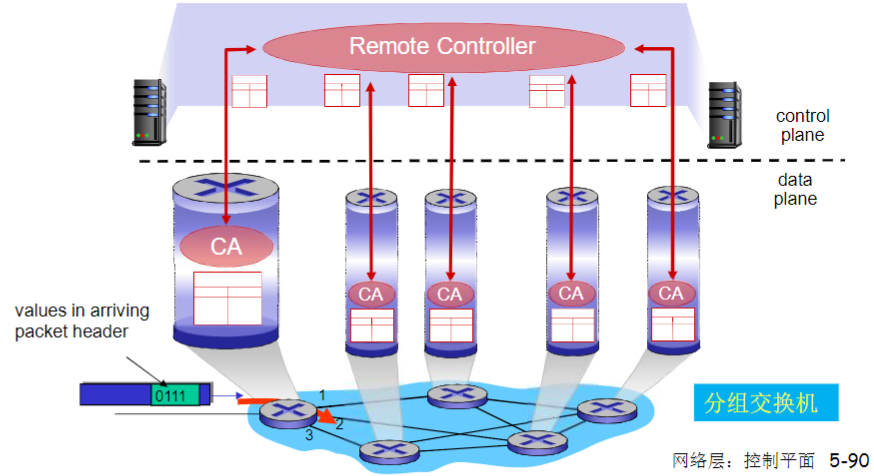 Remote Controller
control
plane
data
plane
CA
CA
CA
CA
CA
values in arriving
packet header
0111
1
2
3
分组交换机
网络层：控制平面 5-90